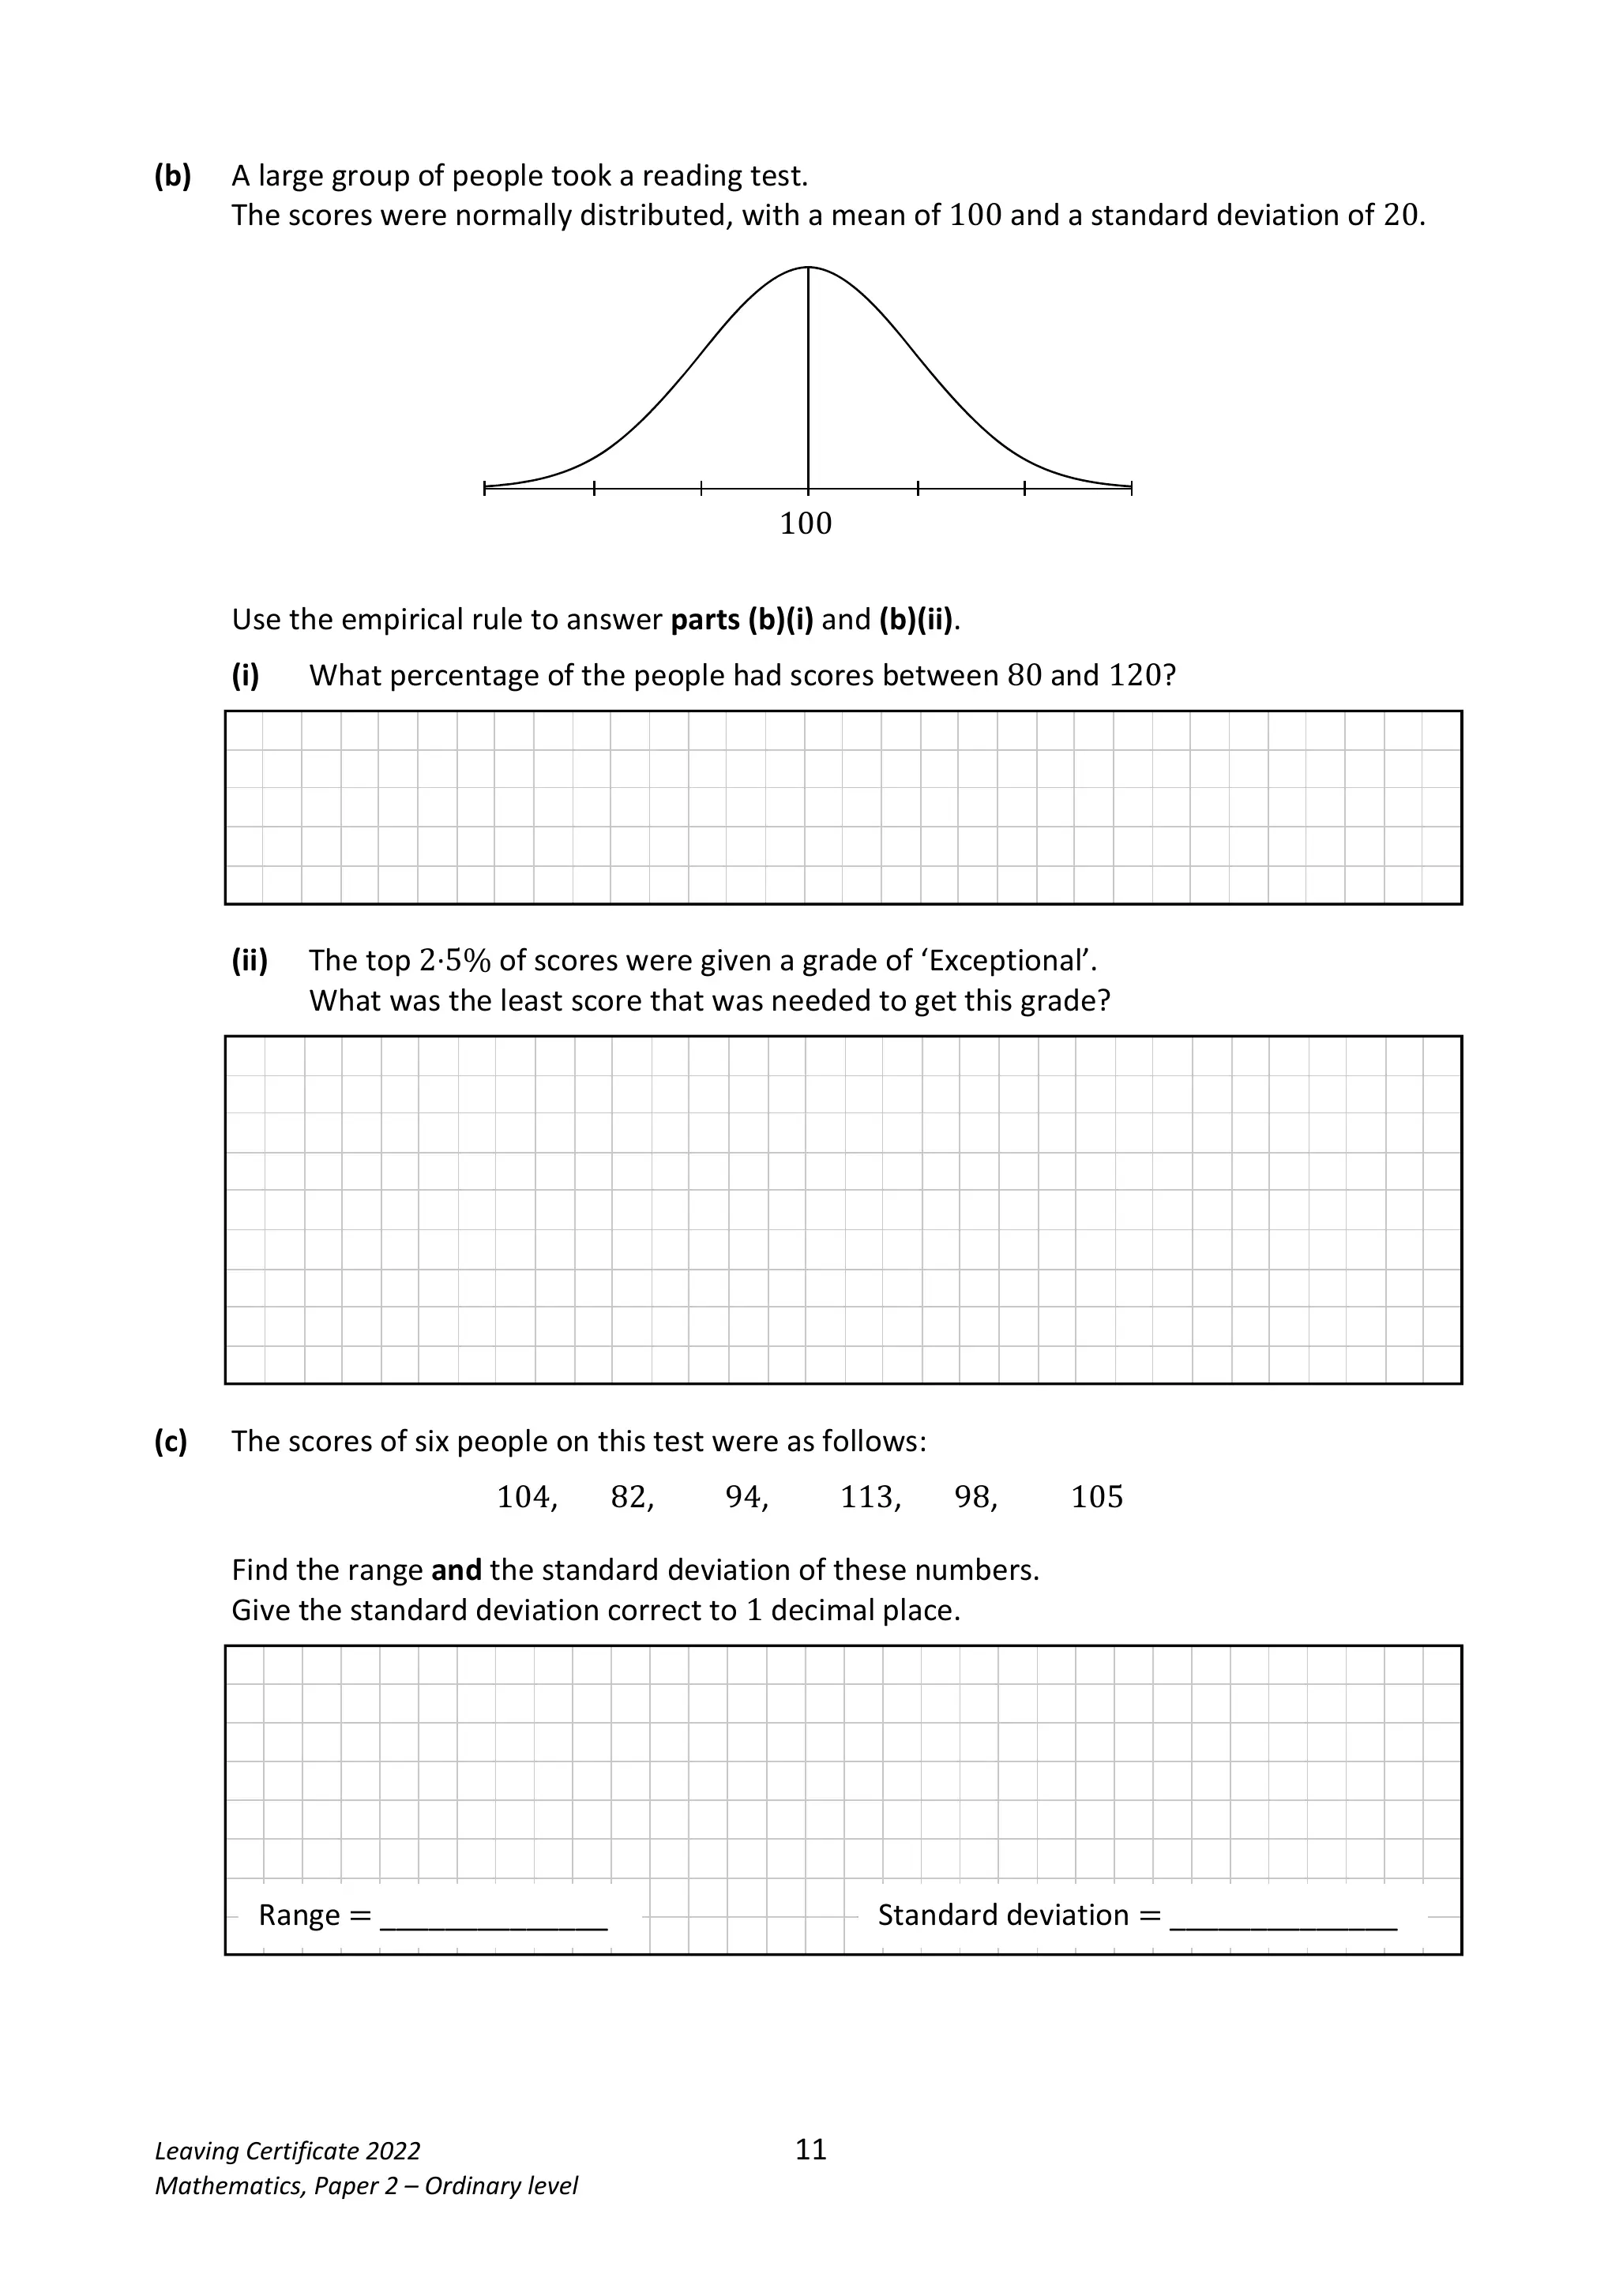 (b) A large group of people took a reading test.
The scores were normally distributed, with a mean of 100 and a standard deviation of 20.
100
Use the empirical rule to answer parts (b)(i) and (b)(ii).
(i) What percentage of the people had scores between 80 and 120?
(ii) The top 2·5% of scores were given a grade of ‘Exceptional’.
What was the least score that was needed to get this grade?
(c) The scores of six people on this test were as follows:
104, 82, 94, 113, 98, 105
Find the range and the standard deviation of these numbers.
Give the standard deviation correct to 1 decimal place.
Range = ______________ Standard deviation = ______________
Leaving Certificate 2022 11
Mathematics, Paper 2 – Ordinary level